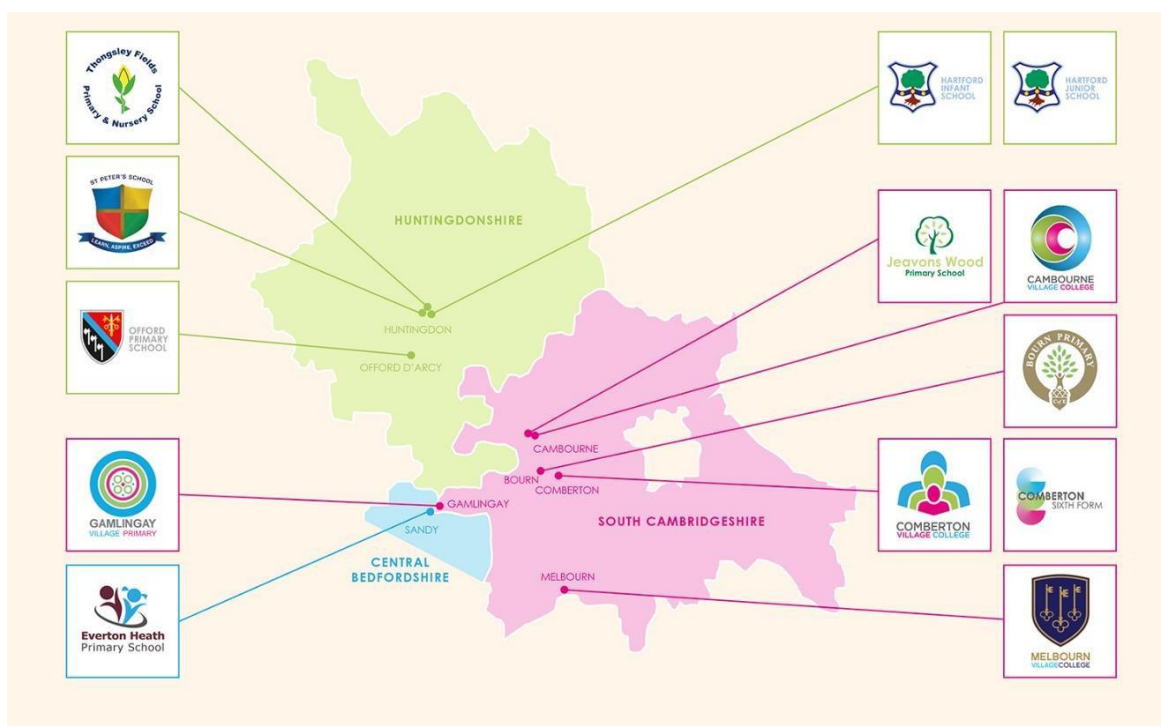 Thongsley Fields
Primary & Nursery School
ST PETER'S SCHOOL
LEARN, ASPIRE, EXCEED
OFFORD
PRIMARY
SCHOOL
GAMLINGAY
VILLAGE PRIMARY
Everton Heath
Primary School
HUNTINGDONSHIRE
HUNTINGDON
OFFORD D'ARCY
CAMBOURNE
BOURN
COMBERTON
GAMLINGAY
SANDY
SOUTH CAMBRIDGESHIRE
CENTRAL
BEDFORDSHIRE
MELBOURN
HARTFORD
INFANT
SCHOOL
HARTFORD
JUNIOR
SCHOOL
Jeavons Wood
Primary School
CAMBOURNE
VILLAGE COLLEGE
BOURN PRIMARY
CofE
COMBERTON
VILLAGE COLLEGE
COMBERTON
SIXTH FORM
MELBOURN
VILLAGECOLLEGE